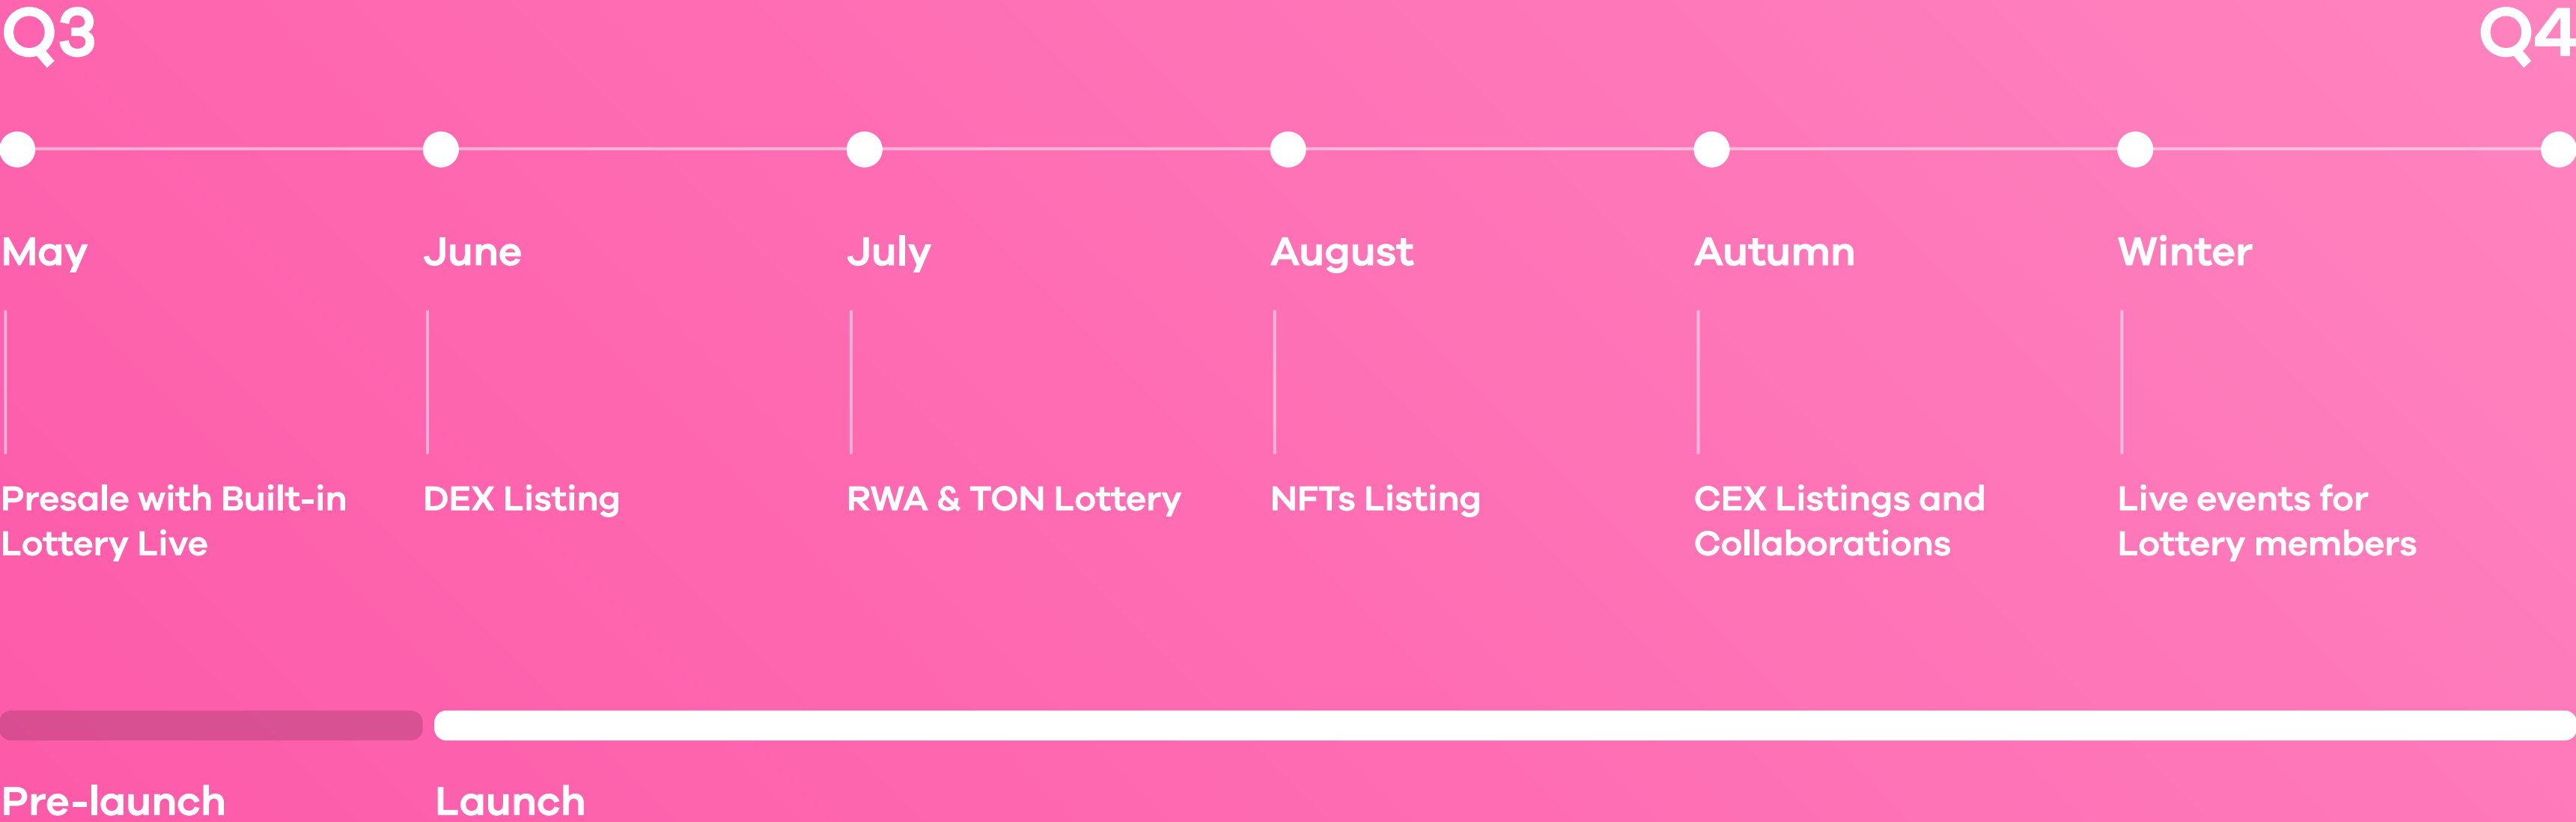 Q3
Q4
May
June
July
August
Autumn
Winter
Presale with Built-in
Lottery Live
DEX Listing
RWA & TON Lottery
NFTs Listing
CEX Listings and
Collaborations
Live events for
Lottery members
Pre-launch
Launch